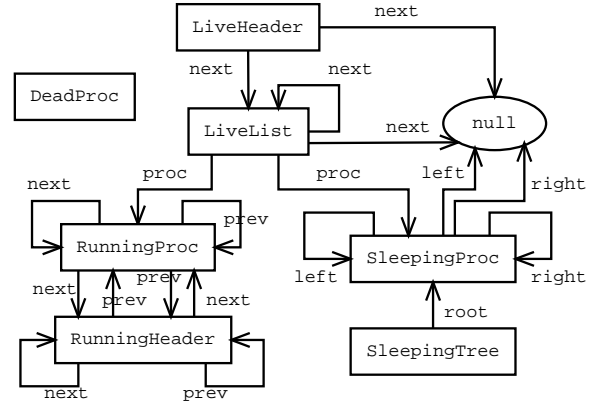 next
LiveHeader
next
next
DeadProc
LiveList
next
null
proc
proc
left
next
prev
right
RunningProc
SleepingProc
next
prev
prev
next
left
right
root
RunningHeader
SleepingTree
next
prev